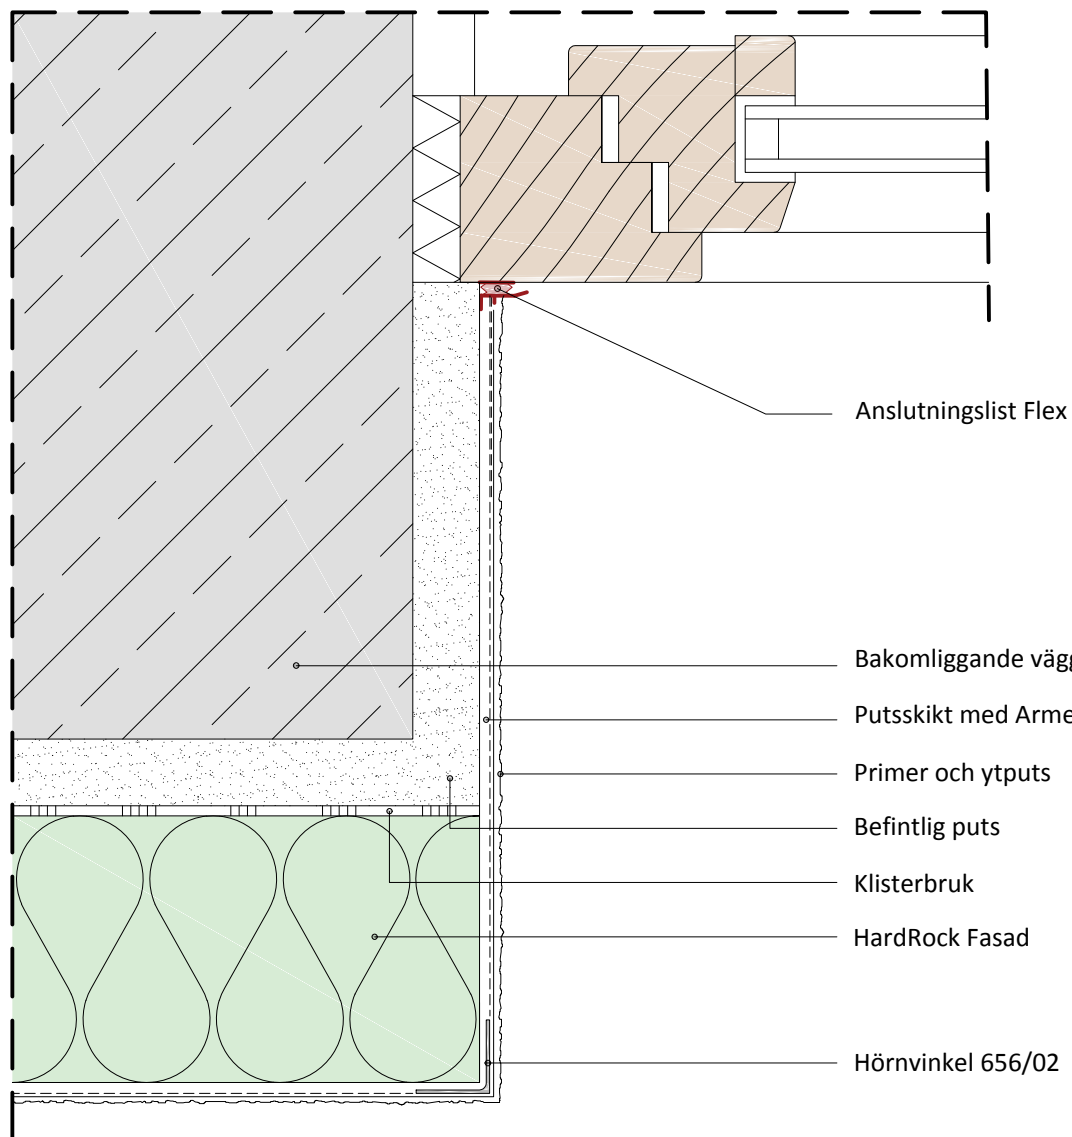 Anslutningslist Flex
Bakomliggande vägg
Putsskikt med Arme
Primer och ytputs
Befintlig puts
Klisterbruk
HardRock Fasad
Hörnvinkel 656/02